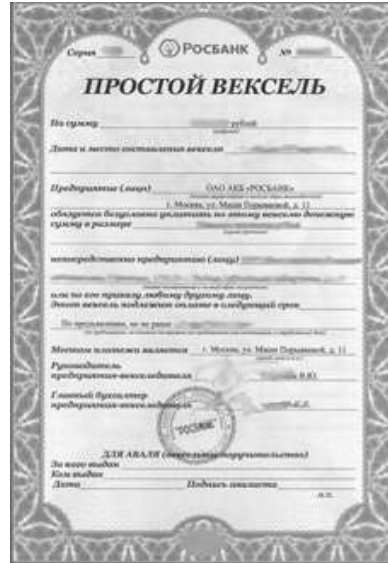 Серия
РОСБАНК
№
ПРОСТОЙ ВЕКСЕЛЬ
На сумму рублей
Дата и место составления векселя
Предприятие (лицо) ОАО АКБ «РОСБАНК»
г. Москва, ул. Маши Порываевой, д. 11
обязуется безусловно уплатить по этому векселю денежную
сумму в размере
непосредственно предприятию (лицу)
или по его приказу любому другому лицу.
Этот вексель подлежит оплате в следующий срок
По предъявлении, но не ранее
Местом платежа является г. Москва, ул. Маши Порываевой, д. 11
Руководитель
предприятия-векселедателя В.Ю.
Главный бухгалтер
предприятия-векселедателя
"РОСБАНК"
ДЛЯ АВАЛЯ (вексельное поручительство)
За кого выдан
Кем выдан
Дата Подпись авалиста
м.п.